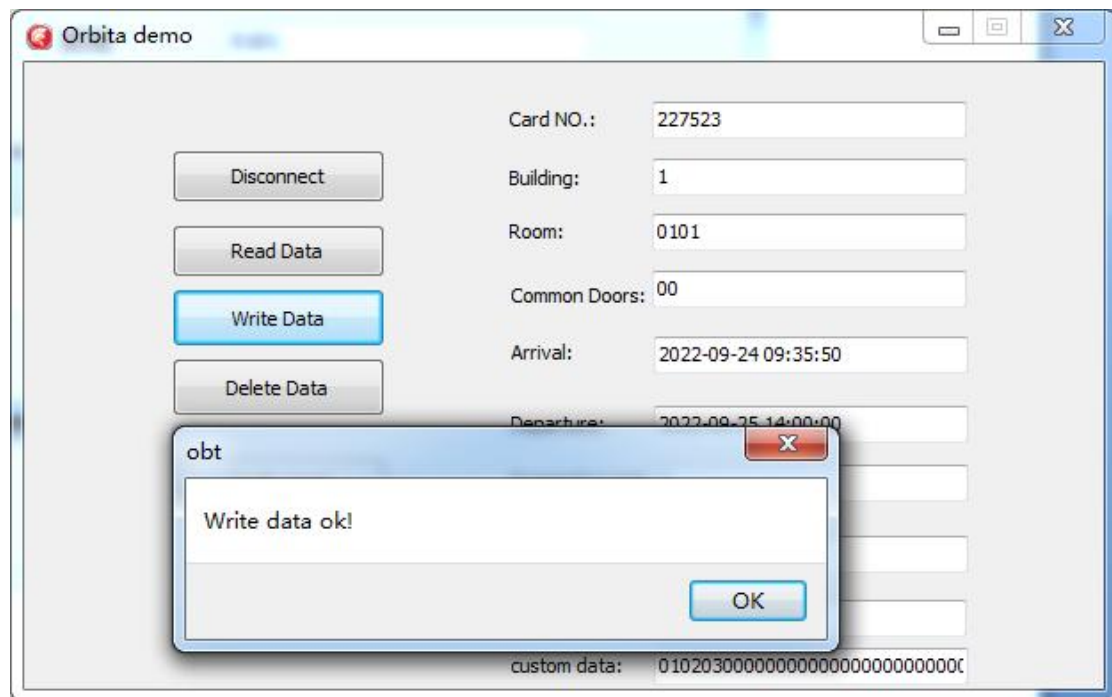 Orbita demo
Card NO.: 227523
Disconnect
Building: 1
Read Data
Room: 0101
Write Data
Common Doors: 00
Arrival: 2022-09-24 09:35:50
Delete Data
Departure: 2022-09-25 14:00:00
obt
Write data ok!
OK
custom data: